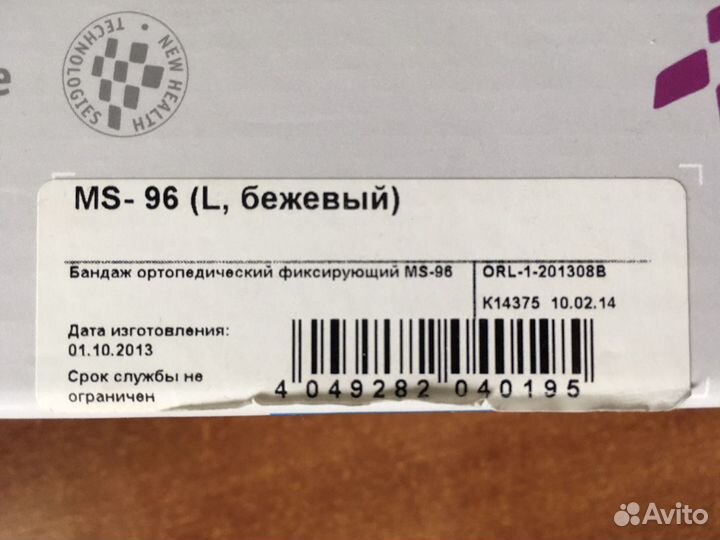 NEW HEALTH TECHNOLOGIES
MS- 96 (L, бежевый)
Бандаж ортопедический фиксирующий MS-96
ORL-1-201308B
K14375 10.02.14
Дата изготовления:
01.10.2013
Срок службы не
ограничен
4 049282 040195
Avito